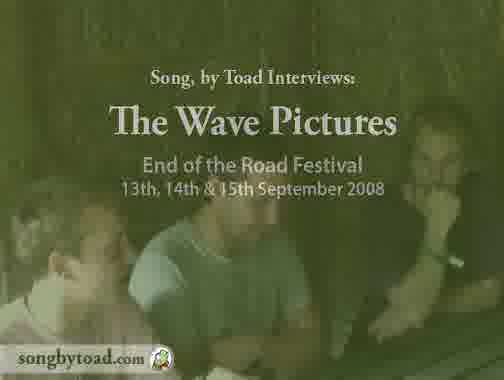 Song, by Toad Interviews:
The Wave Pictures
End of the Road Festival
13th, 14th & 15th September 2008
songbytoad.com